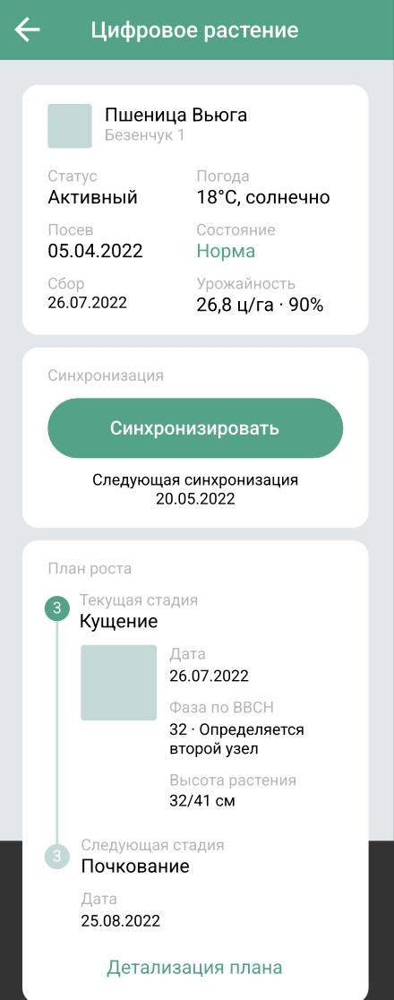 Цифровое растение
Пшеница Вьюга
Безенчук 1
Статус
Активный
Погода
18°C, солнечно
Посев
05.04.2022
Состояние
Норма
Сбор
26.07.2022
Урожайность
26,8 ц/га · 90%
Синхронизация
Синхронизировать
Следующая синхронизация
20.05.2022
План роста
3
Текущая стадия
Кущение
Дата
26.07.2022
Фаза по ВВСН
32 · Определяется
второй узел
Высота растения
32/41 см
3
Следующая стадия
Почкование
Дата
25.08.2022
Детализация плана